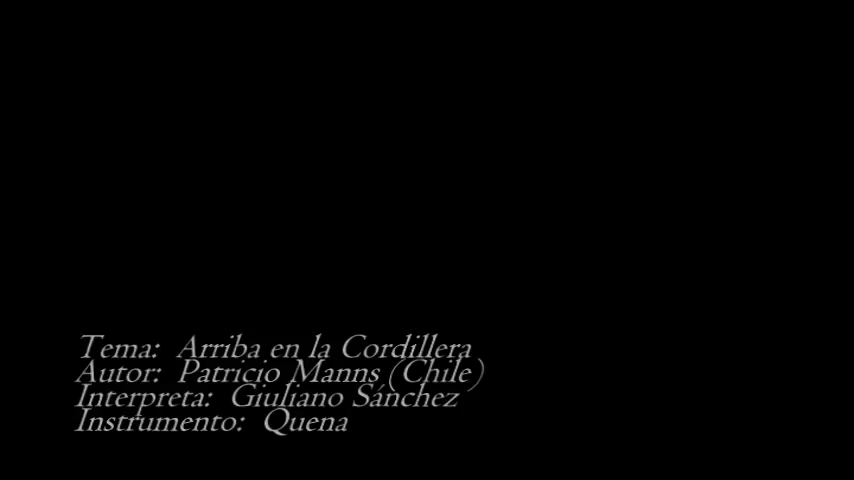 Tema: Arriba en la Cordillera
Autor: Patricio Manns (Chile)
Interpreta: Giuliano Sánchez
Instrumento: Quena